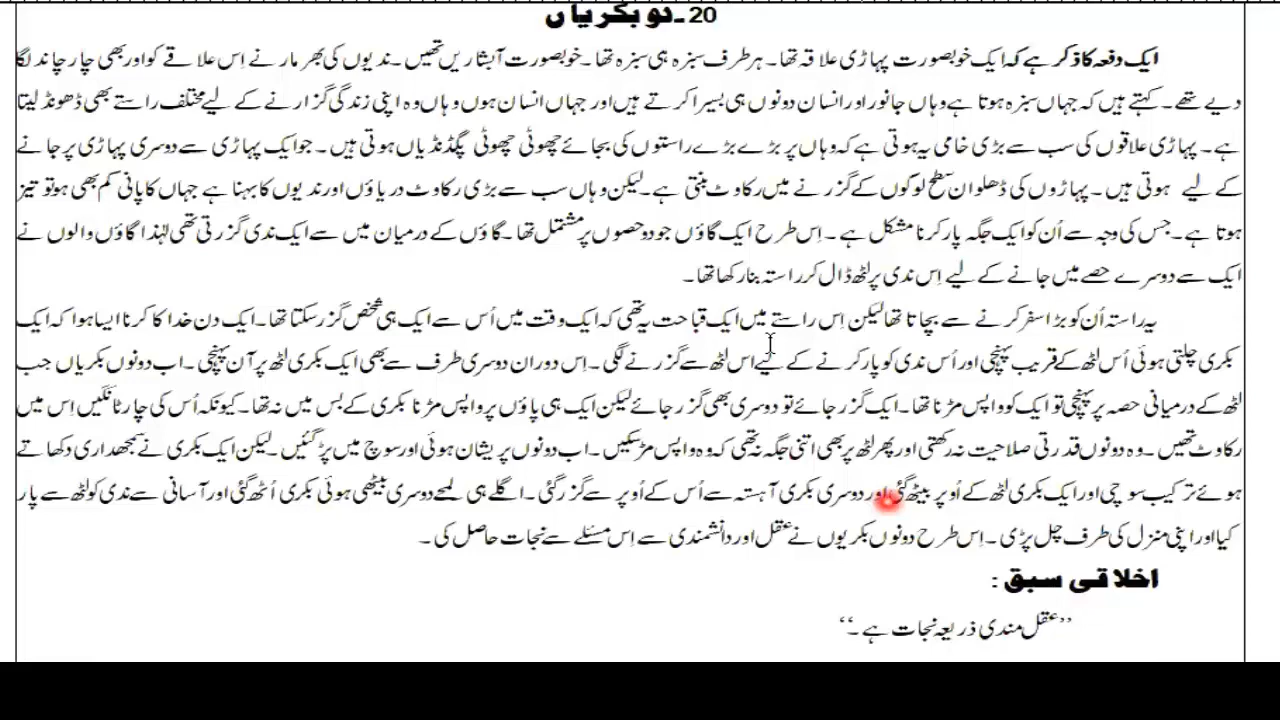 20۔دو بکریاں
ایک دفعہ کا ذکر ہے کہ ایک خوبصورت پہاڑی علاقہ تھا۔ ہر طرف سبزہ ہی سبزہ تھا۔ خوبصورت آبشاریں تھیں۔ ندیوں کی بھرمار نے اِس علاقے کو اور بھی چار چاند لگا
دیے تھے۔ کہتے ہیں کہ جہاں سبزہ ہوتا ہے وہاں جانور اور انسان دونوں ہی بسیرا کرتے ہیں اور جہاں انسان ہوں وہاں وہ اپنی زندگی گزارنے کے لیے مختلف راستے بھی ڈھونڈ لیتا
ہے۔ پہاڑی علاقوں کی سب سے بڑی خامی یہ ہوتی ہے کہ وہاں پر بڑے بڑے راستوں کی بجائے چھوٹی چھوٹی پگڈنڈیاں ہوتی ہیں۔ جو ایک پہاڑی سے دوسری پہاڑی پر جانے
کے لیے ہوتی ہیں۔ پہاڑوں کی ڈھلوان سطح لوگوں کے گزرنے میں رکاوٹ بنتی ہے۔ لیکن وہاں سب سے بڑی رکاوٹ دریاؤں اور ندیوں کا بہنا ہے جہاں کا پانی کم بھی ہو تو تیز
ہوتا ہے۔ جس کی وجہ سے اُن کو ایک جگہ پار کرنا مشکل ہے۔ اِس طرح ایک گاؤں جو دو حصوں پر مشتمل تھا۔ گاؤں کے درمیان میں سے ایک ندی گزرتی تھی لہٰذا گاؤں والوں نے
ایک سے دوسرے حصے میں جانے کے لیے اِس ندی پر لٹھ ڈال کر راستہ بنا رکھا تھا۔
یہ راستہ اُن کو بڑا سفر کرنے سے بچاتا تھا لیکن اِس راستے میں ایک قباحت یہ تھی کہ ایک وقت میں اُس سے ایک ہی شخص گزر سکتا تھا۔ ایک دن خدا کا کرنا ایسا ہوا کہ ایک
بکری چلتی ہوئی اُس لٹھ کے قریب پہنچی اور اُس ندی کو پار کرنے کے لیے اس لٹھ سے گزرنے لگی۔ اِس دوران دوسری طرف سے بھی ایک بکری لٹھ پر آن پہنچی۔ اب دونوں بکریاں جب
لٹھ کے درمیانی حصہ پر پہنچی تو ایک کو واپس مڑنا تھا۔ ایک گزر جائے تو دوسری بھی گزر جائے لیکن ایک ہی پاؤں پر واپس مڑنا بکری کے بس میں نہ تھا۔ کیونکہ اُس کی چار ٹانگیں اِس میں
رکاوٹ تھیں۔ وہ دونوں قدرتی صلاحیت نہ رکھتی اور پھر لٹھ پر بھی اتنی جگہ نہ تھی کہ وہ واپس مڑ سکیں۔ اب دونوں پریشان ہوئی اور سوچ میں پڑ گئیں۔ لیکن ایک بکری نے سمجھداری دکھاتے
ہوئے ترکیب سوچی اور ایک بکری لٹھ کے اُوپر بیٹھ گئی اور دوسری بکری آہستہ سے اُس کے اُوپر سے گزر گئی۔ اگلے ہی لمحے دوسری بیٹھی ہوئی بکری اُٹھ گئی اور آسانی سے ندی کو لٹھ سے پار
کیا اور اپنی منزل کی طرف چل پڑی۔ اِس طرح دونوں بکریوں نے عقل اور دانشمندی سے اِس مسئلے سے نجات حاصل کی۔
اخلاقی سبق:
’’عقل مندی ذریعہ نجات ہے۔‘‘